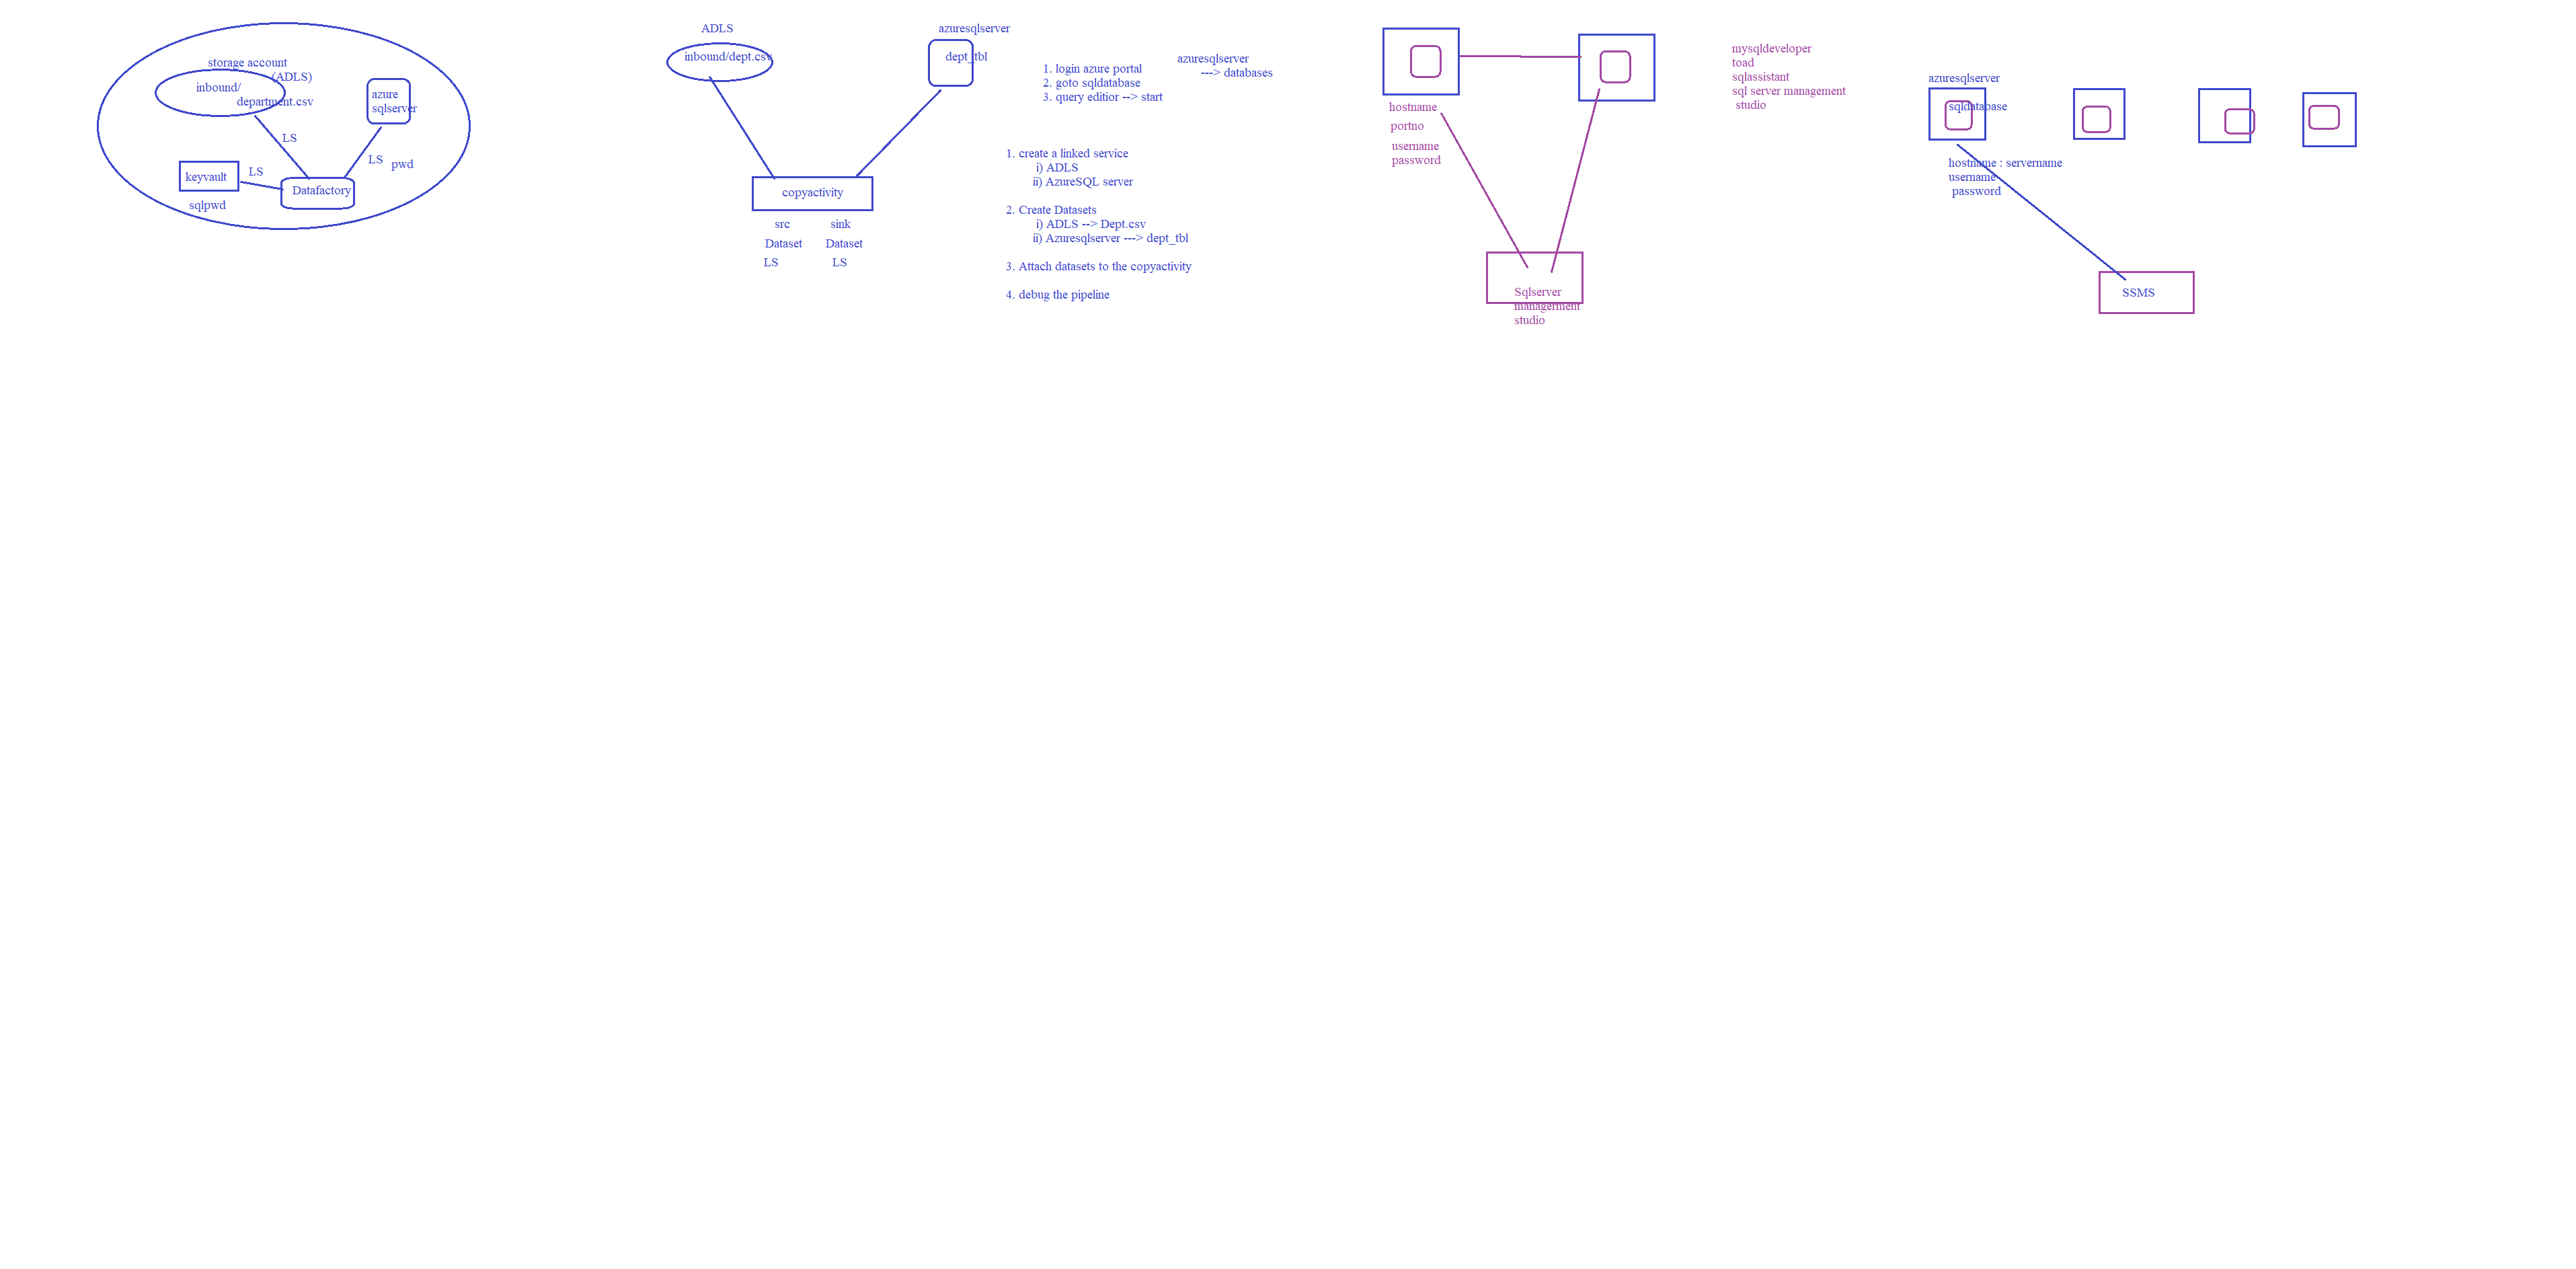 storage account
(ADLS)
inbound/
department.csv
azure
sqlserver
LS
LS
pwd
keyvault
LS
Datafactory
sqlpwd
ADLS
inbound/dept.csv
azuresqlserver
dept_tbl
copyactivity
src
sink
Dataset
Dataset
LS
LS
1. login azure portal
2. goto sqldatabase
3. query editior --> start
azuresqlserver
---> databases
1. create a linked service
i) ADLS
ii) AzureSQL server
2. Create Datasets
i) ADLS --> Dept.csv
ii) Azuresqlserver ---> dept_tbl
3. Attach datasets to the copyactivity
4. debug the pipeline
hostname
portno
username
password
Sqlserver
managerment
studio
mysqldeveloper
toad
sqlassistant
sql server management
studio
azuresqlserver
sqldatabase
hostname : servername
username
password
SSMS